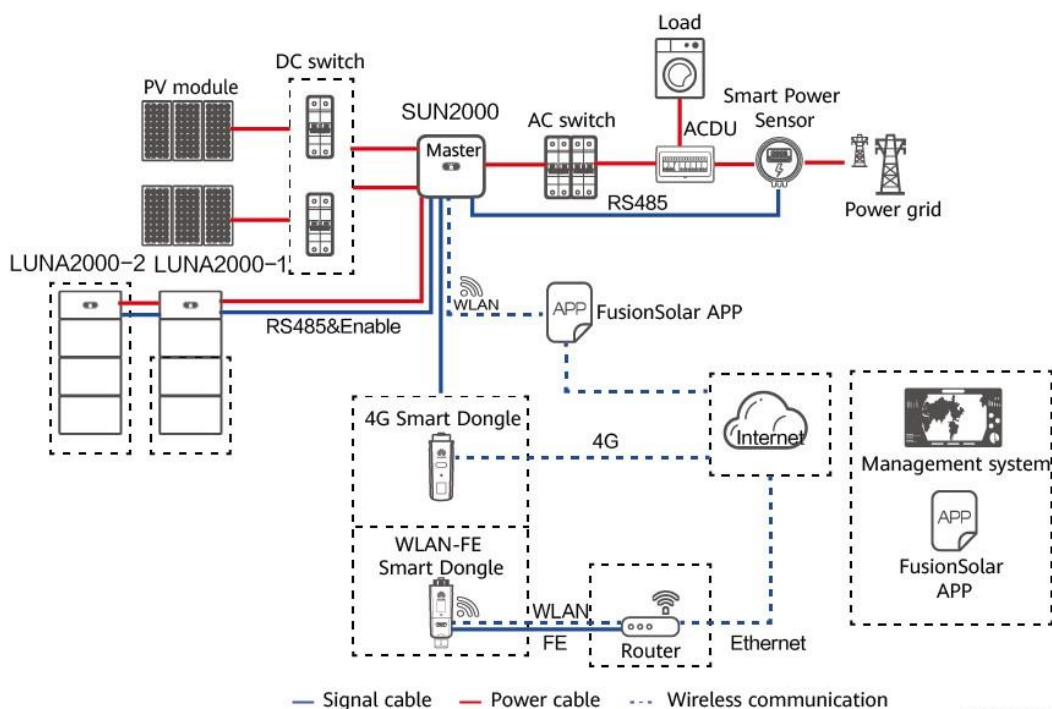 Load
DC switch
PV module
SUN2000
AC switch
Smart Power
Sensor
Master
ACDU
RS485
Power grid
LUNA2000-2
LUNA2000-1
WLAN
APP
FusionSolar APP
RS485&Enable
4G Smart Dongle
4G
Internet
Management system
APP
FusionSolar
APP
WLAN-FE
Smart Dongle
WLAN
FE
Router
Ethernet
Signal cable
Power cable
Wireless communication